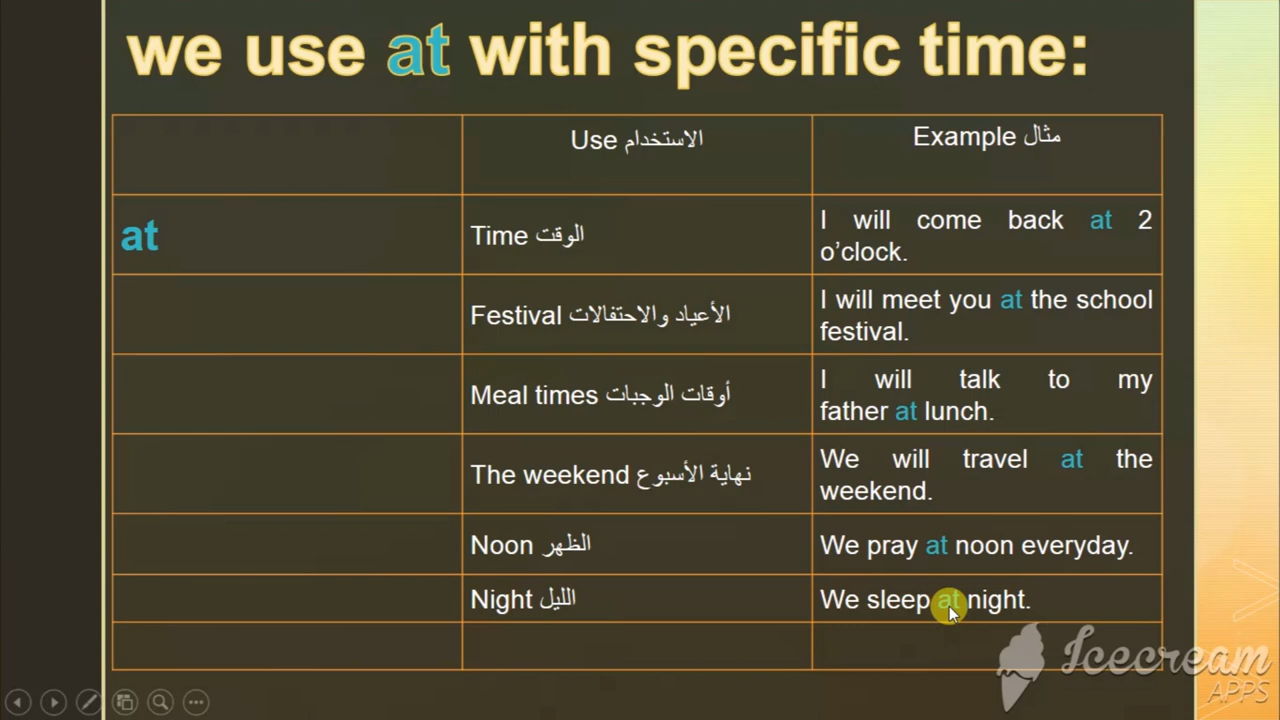 we use at with specific time:
Use الاستخدام
Example مثال
at
Time الوقت
I will come back at 2
o’clock.
Festival الأعياد والاحتفالات
I will meet you at the school
festival.
Meal times أوقات الوجبات
I will talk to my
father at lunch.
The weekend نهاية الأسبوع
We will travel at the
weekend.
Noon الظهر
We pray at noon everyday.
Night الليل
We sleep at night.
Icecream
APPS